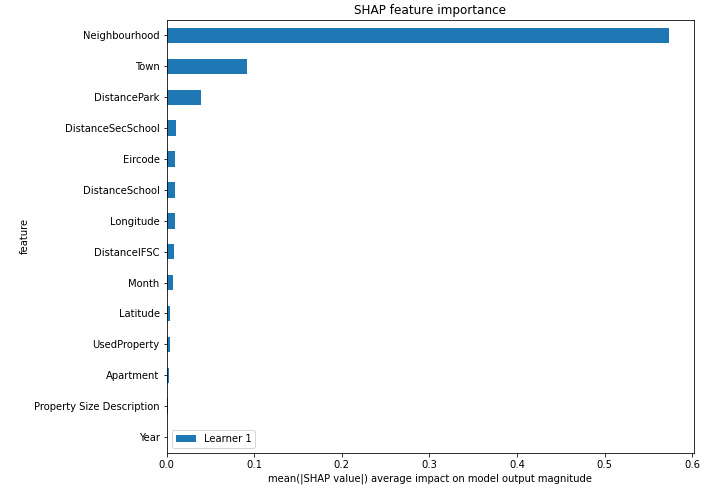 SHAP feature importance
Neighbourhood
Town
DistancePark
DistanceSecSchool
Eircode
DistanceSchool
Longitude
DistanceIFSC
Month
Latitude
UsedProperty
Apartment
Property Size Description
Year
feature
Learner 1
0.0 0.1 0.2 0.3 0.4 0.5 0.6
mean(|SHAP value|) average impact on model output magnitude